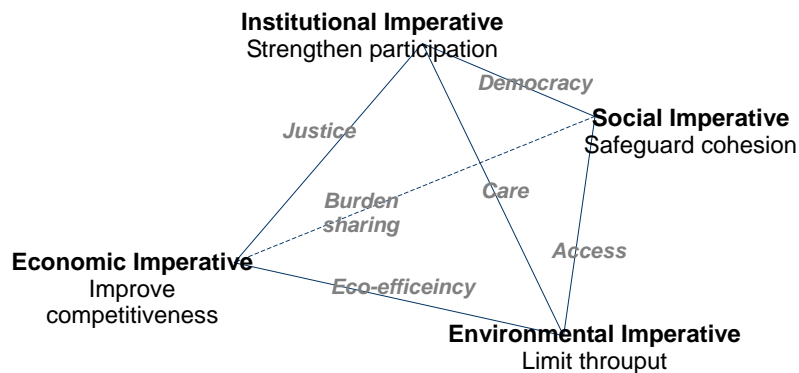 Institutional Imperative
Strengthen participation
Democracy
Social Imperative
Safeguard cohesion
Justice
Care
Burden
sharing
Access
Economic Imperative
Improve
competitiveness
Eco-efficeincy
Environmental Imperative
Limit throuput